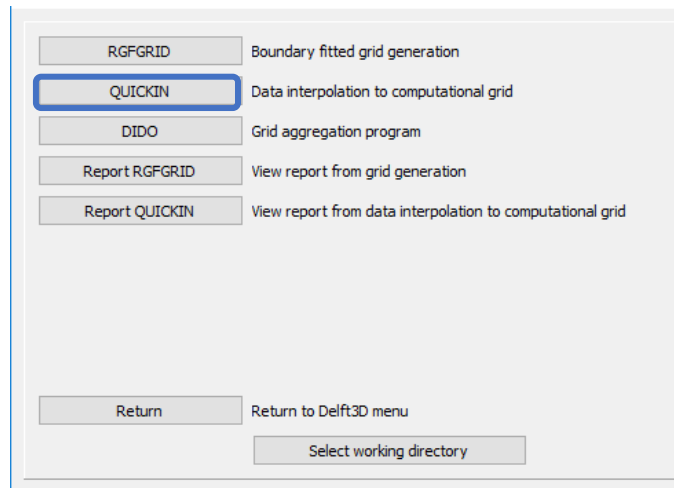 RGFGRID Boundary fitted grid generation
QUICKIN Data interpolation to computational grid
DIDO Grid aggregation program
Report RGFGRID View report from grid generation
Report QUICKIN View report from data interpolation to computational grid
Return Return to Delft3D menu
Select working directory